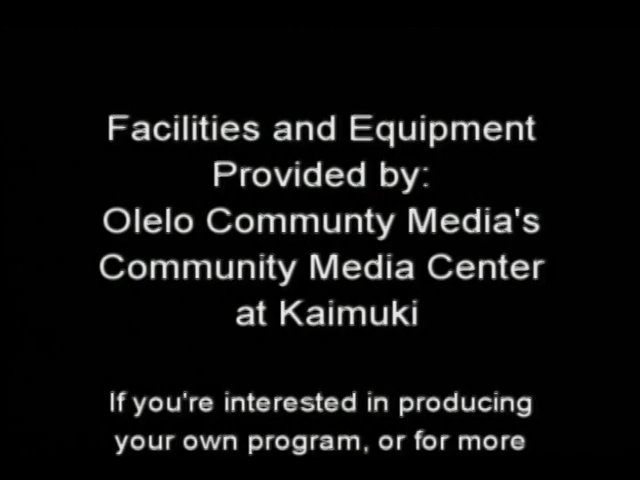 Facilities and Equipment
Provided by:
Olelo Communty Media's
Community Media Center
at Kaimuki
If you're interested in producing
your own program, or for more